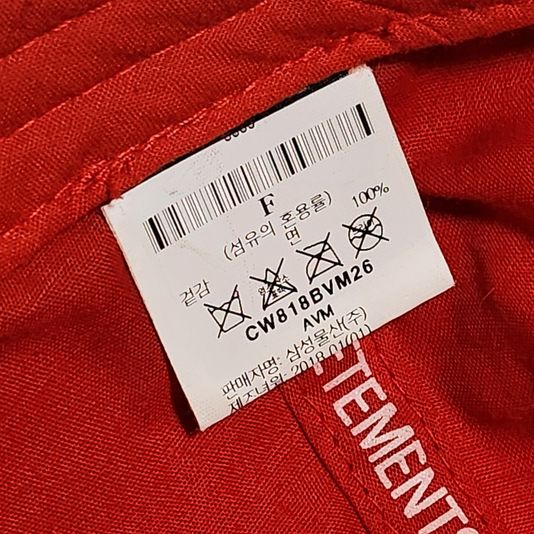 F
(섬유의 혼용률)
겉감 면 100%
CW818BVM26
AVM
판매자명: 삼성물산(주)
제조년월: 2018.01(01)
TEMENTS